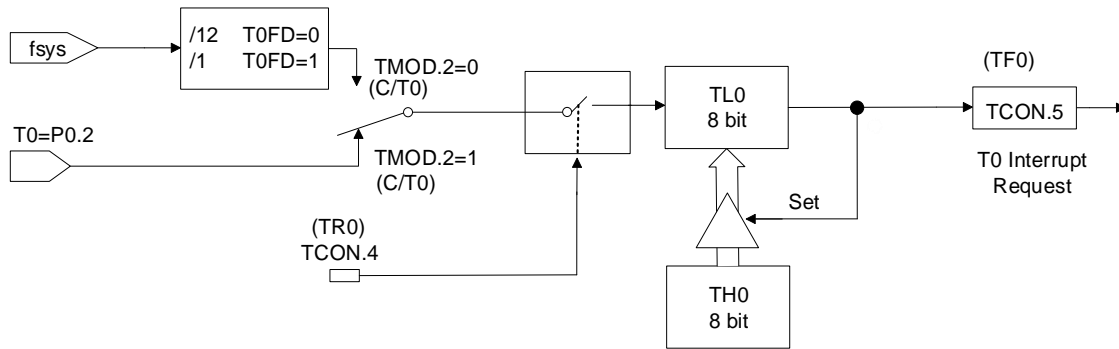 fsys
/12 T0FD=0
/1 T0FD=1
TMOD.2=0
(C/T0)
T0=P0.2
TMOD.2=1
(C/T0)
(TR0)
TCON.4
TL0
8 bit
Set
TH0
8 bit
(TF0)
TCON.5
T0 Interrupt
Request